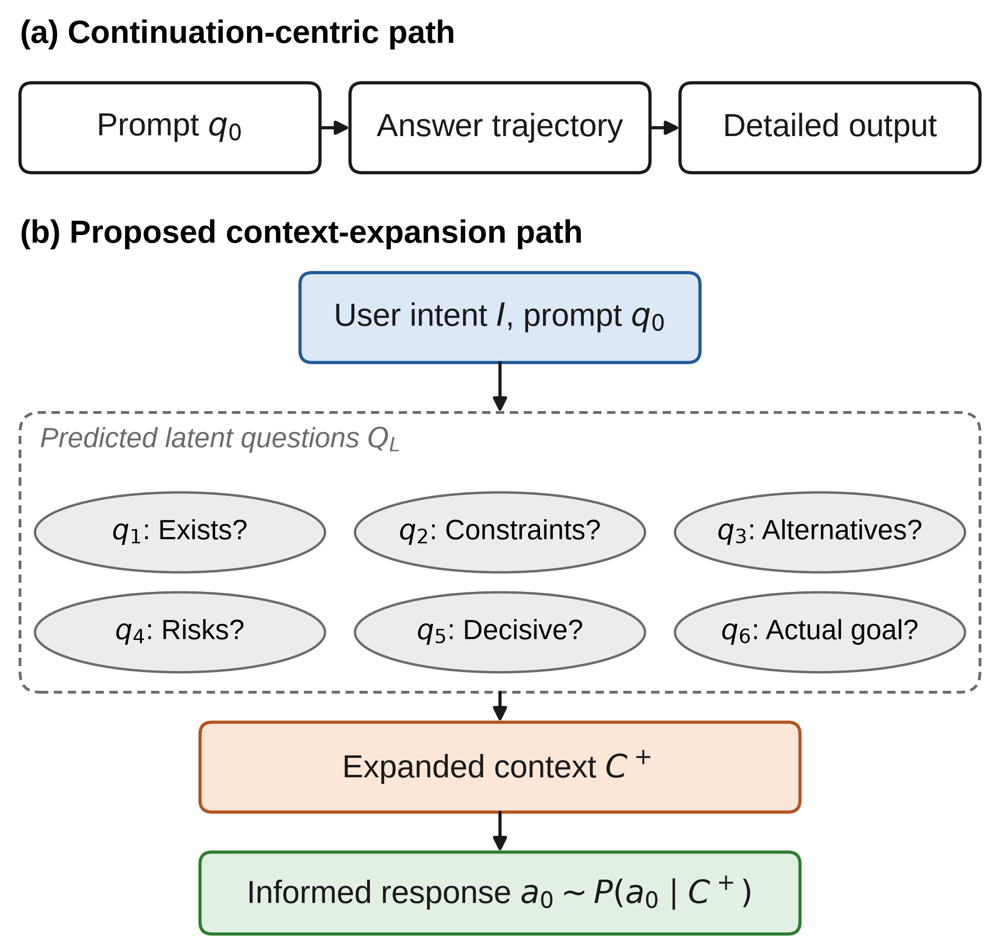 (a) Continuation-centric path
Prompt q₀
Answer trajectory
Detailed output
(b) Proposed context-expansion path
User intent I, prompt q₀
Predicted latent questions Q_L
q₁: Exists?
q₂: Constraints?
q₃: Alternatives?
q₄: Risks?
q₅: Decisive?
q₆: Actual goal?
Expanded context C⁺
Informed response a₀ ~ P(a₀ | C⁺)